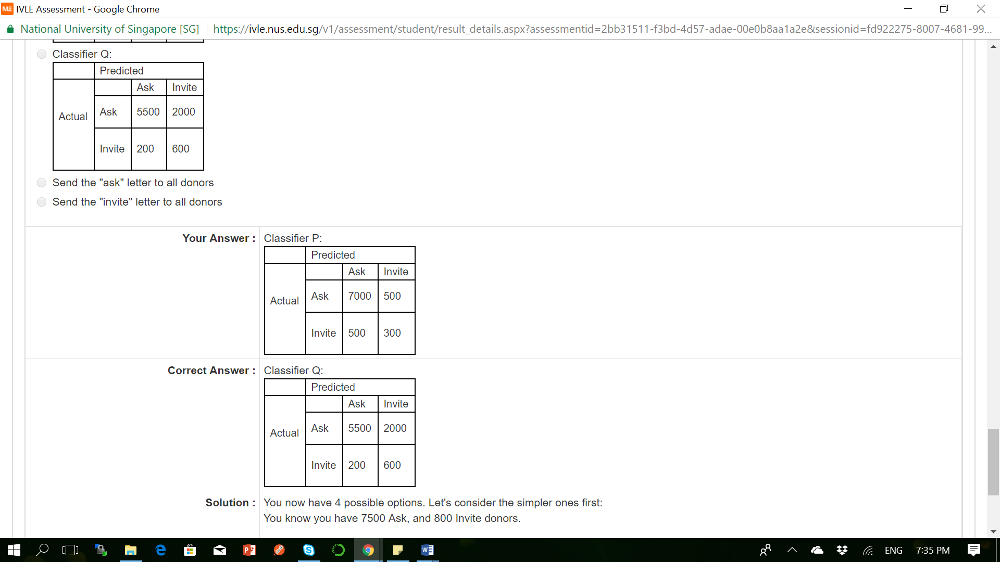 IVLE Assessment - Google Chrome
National University of Singapore [SG] https://ivle.nus.edu.sg/v1/assessment/student/result_details.aspx?assessmentid=2bb31511-f3bd-4d57-adae-00e0b8aa1a2e&sessionid=fd922275-8007-4681-99...
Classifier Q:
Predicted
Ask Invite
Actual Ask 5500 2000
Invite 200 600
Send the "ask" letter to all donors
Send the "invite" letter to all donors
Your Answer : Classifier P:
Predicted
Ask Invite
Actual Ask 7000 500
Invite 500 300
Correct Answer : Classifier Q:
Predicted
Ask Invite
Actual Ask 5500 2000
Invite 200 600
Solution : You now have 4 possible options. Let's consider the simpler ones first:
You know you have 7500 Ask, and 800 Invite donors.
ENG 7:35 PM